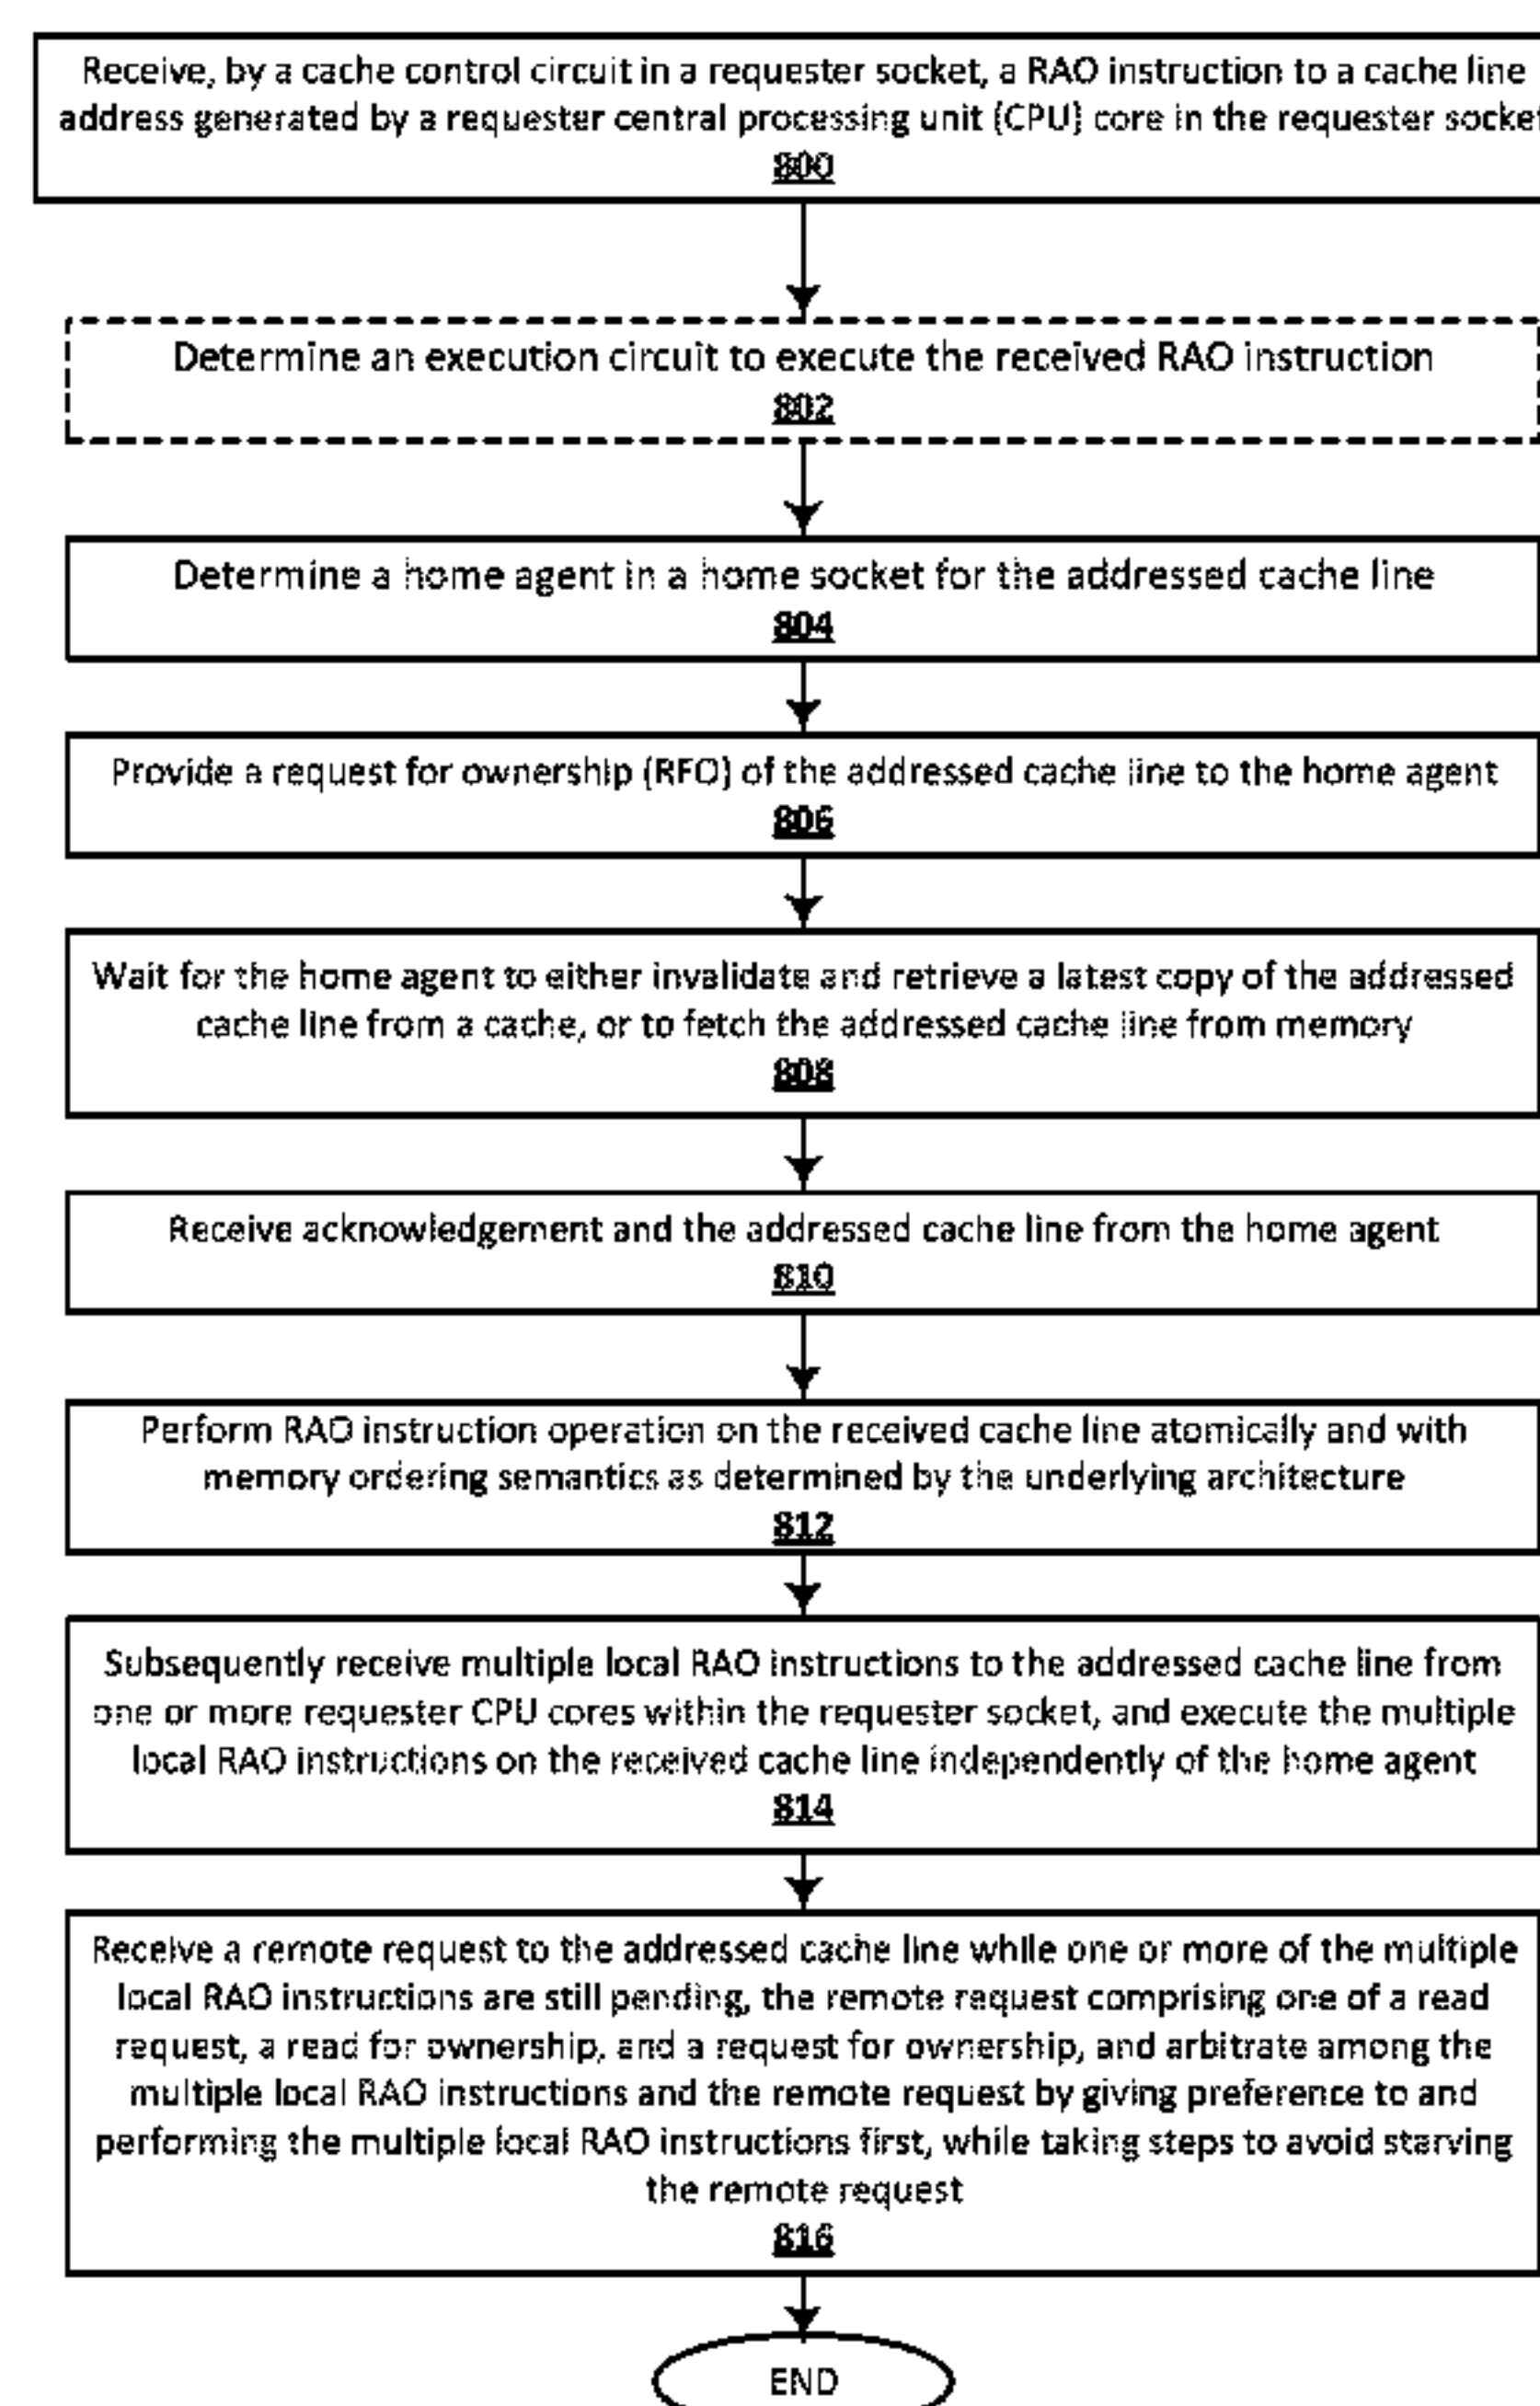 Receive, by a cache control circuit in a requester socket, a RAO instruction to a cache line
address generated by a requester central processing unit (CPU) core in the requester socket
800
Determine an execution circuit to execute the received RAO instruction
802
Determine a home agent in a home socket for the addressed cache line
804
Provide a request for ownership (RFO) of the addressed cache line to the home agent
806
Wait for the home agent to either invalidate and retrieve a latest copy of the addressed
cache line from a cache, or to fetch the addressed cache line from memory
808
Receive acknowledgement and the addressed cache line from the home agent
810
Perform RAO instruction operation on the received cache line atomically and with
memory ordering semantics as determined by the underlying architecture
812
Subsequently receive multiple local RAO instructions to the addressed cache line from
one or more requester CPU cores within the requester socket, and execute the multiple
local RAO instructions on the received cache line independently of the home agent
814
Receive a remote request to the addressed cache line while one or more of the multiple
local RAO instructions are still pending, the remote request comprising one of a read
request, a read for ownership, and a request for ownership, and arbitrate among the
multiple local RAO instructions and the remote request by giving preference to and
performing the multiple local RAO instructions first, while taking steps to avoid starving
the remote request
816
END